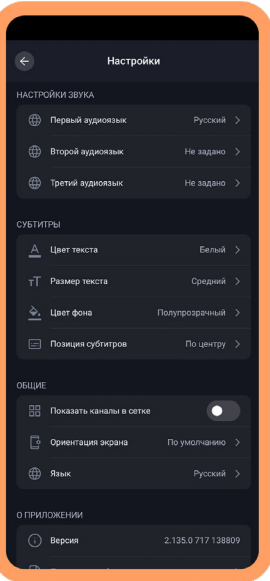 Настройки
НАСТРОЙКИ ЗВУКА
Первый аудиоязык Русский
Второй аудиоязык Не задано
Третий аудиоязык Не задано
СУБТИТРЫ
Цвет текста Белый
Размер текста Средний
Цвет фона Полупрозрачный
Позиция субтитров По центру
ОБЩИЕ
Показать каналы в сетке
Ориентация экрана По умолчанию
Язык Русский
О ПРИЛОЖЕНИИ
Версия 2.135.0 717 138809